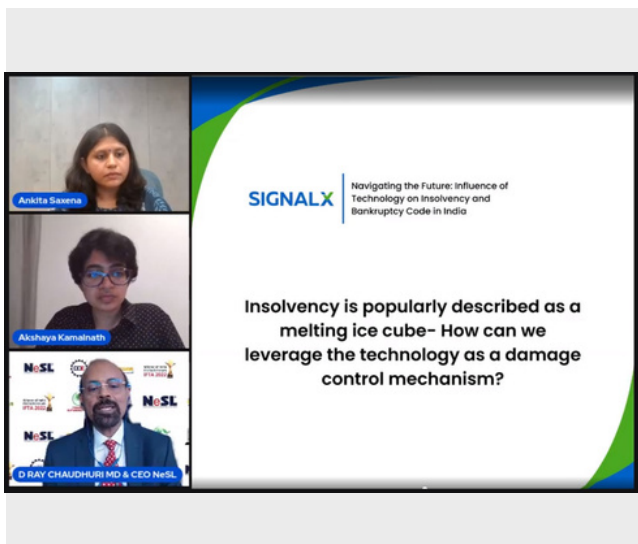 Ankita Saxena
Akshaya Kamalnath
NeSL
NeSL
NeSL
D RAY CHAUDHURI MD & CEO NeSL
SIGNALX
Navigating the Future: Influence of
Technology on Insolvency and
Bankruptcy Code in India
Insolvency is popularly described as a
melting ice cube- How can we
leverage the technology as a damage
control mechanism?